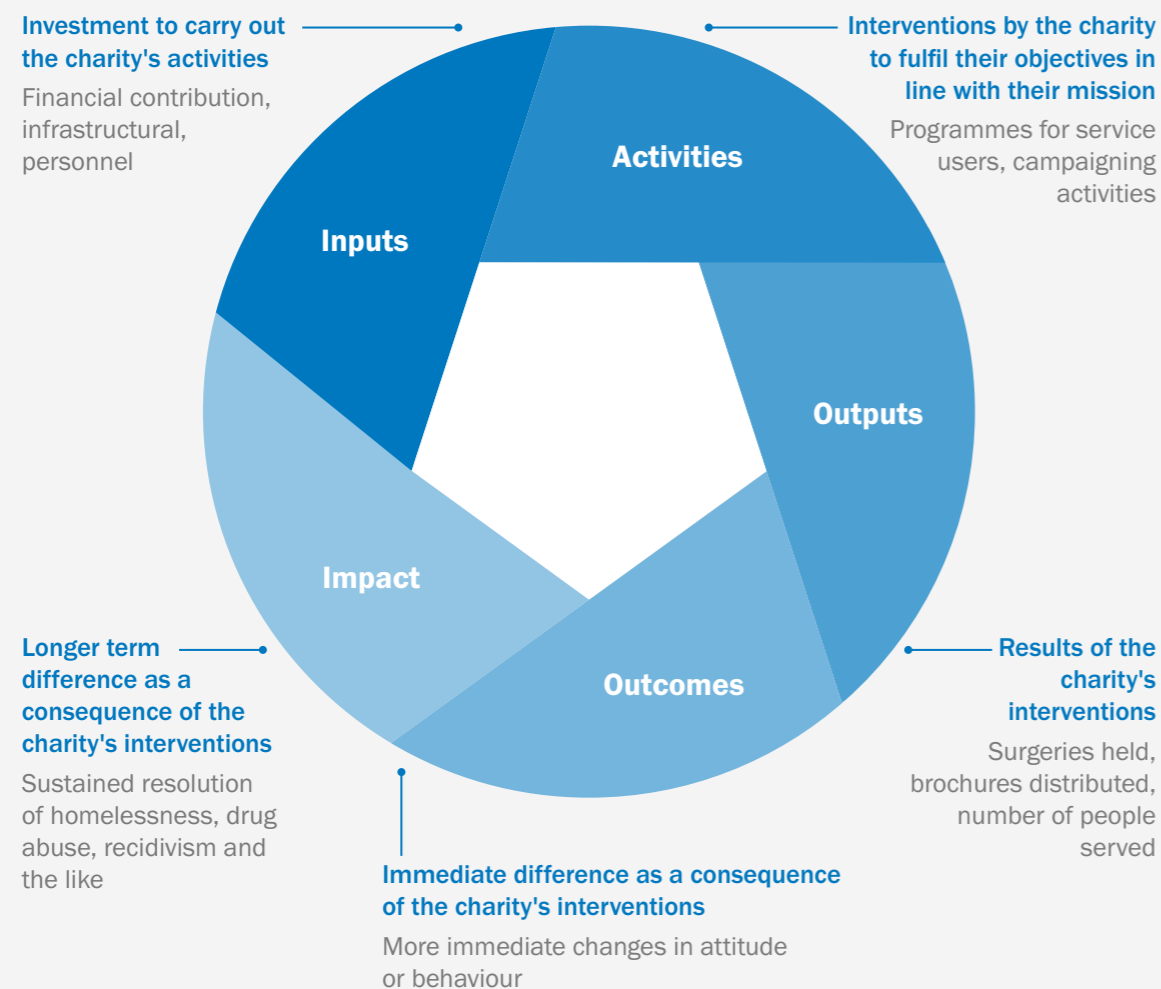 Investment to carry out
the charity's activities
Financial contribution,
infrastructural,
personnel
Interventions by the charity
to fulfil their objectives in
line with their mission
Programmes for service
users, campaigning
activities
Activities
Inputs
Outputs
Impact
Outcomes
Longer term
difference as a
consequence of the
charity's interventions
Sustained resolution
of homelessness, drug
abuse, recidivism and
the like
Results of the
charity's
interventions
Surgeries held,
brochures distributed,
number of people
served
Immediate difference as a consequence
of the charity's interventions
More immediate changes in attitude
or behaviour